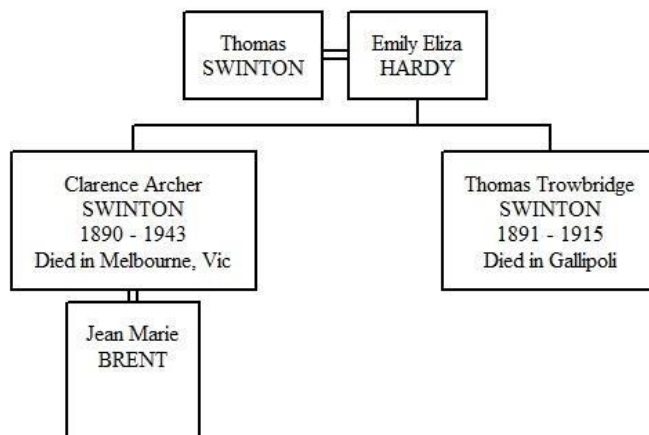 Thomas
SWINTON
Emily Eliza
HARDY
Clarence Archer
SWINTON
1890 - 1943
Died in Melbourne, Vic
Thomas Trowbridge
SWINTON
1891 - 1915
Died in Gallipoli
Jean Marie
BRENT